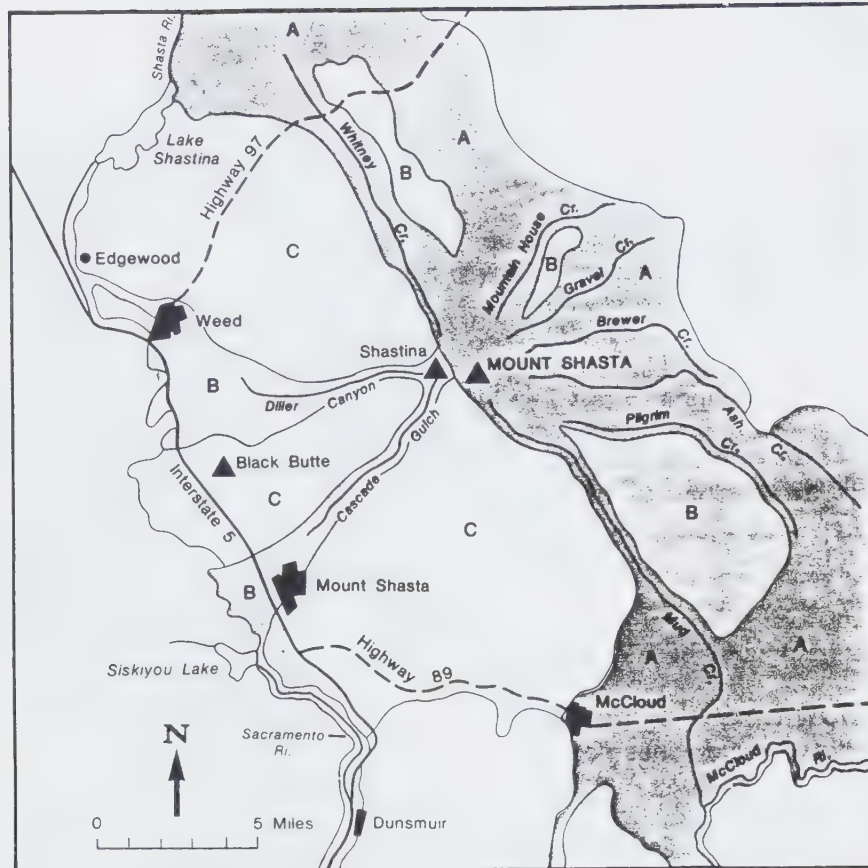 Shasta Ri.
A
Lake
Shastina
Highway 97
Whitney
Cr.
A
B
Edgewood
C
Mountain House
Cr.
B
Gravel
Cr.
A
Brewer
Cr.
Weed
Shastina
MOUNT SHASTA
B
Diller
Canyon
Gulch
Cascade
Pilgrim
Cr.
Ash
Cr.
Black Butte
C
Interstate 5
C
B
B
Mount Shasta
Siskiyou Lake
Highway
89
Mud
Cr.
A
A
McCloud
N
Sacramento
Ri.
McCloud
Ri.
0
5 Miles
Dunsmuir